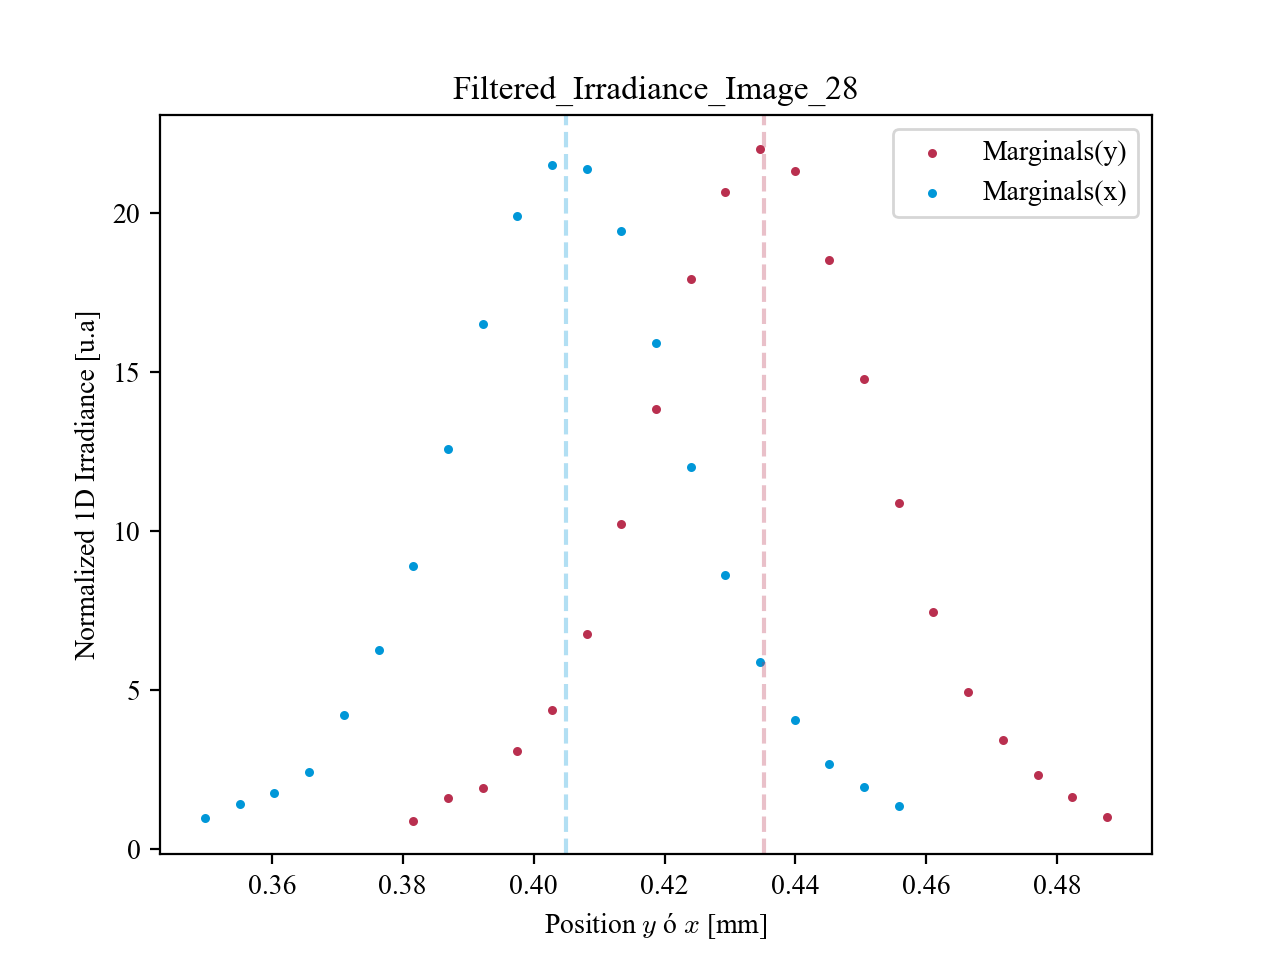 Filtered_Irradiance_Image_28
Marginals(y)
Marginals(x)
Normalized 1D Irradiance [u.a]
20
15
10
5
0
0.36 0.38 0.40 0.42 0.44 0.46 0.48
Position y ó x [mm]